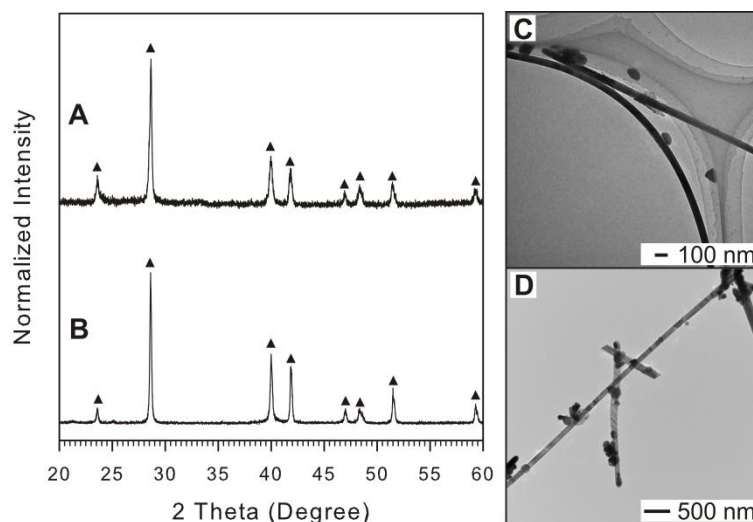 A
B
Normalized Intensity
20 25 30 35 40 45 50 55 60
2 Theta (Degree)
C
100 nm
D
500 nm